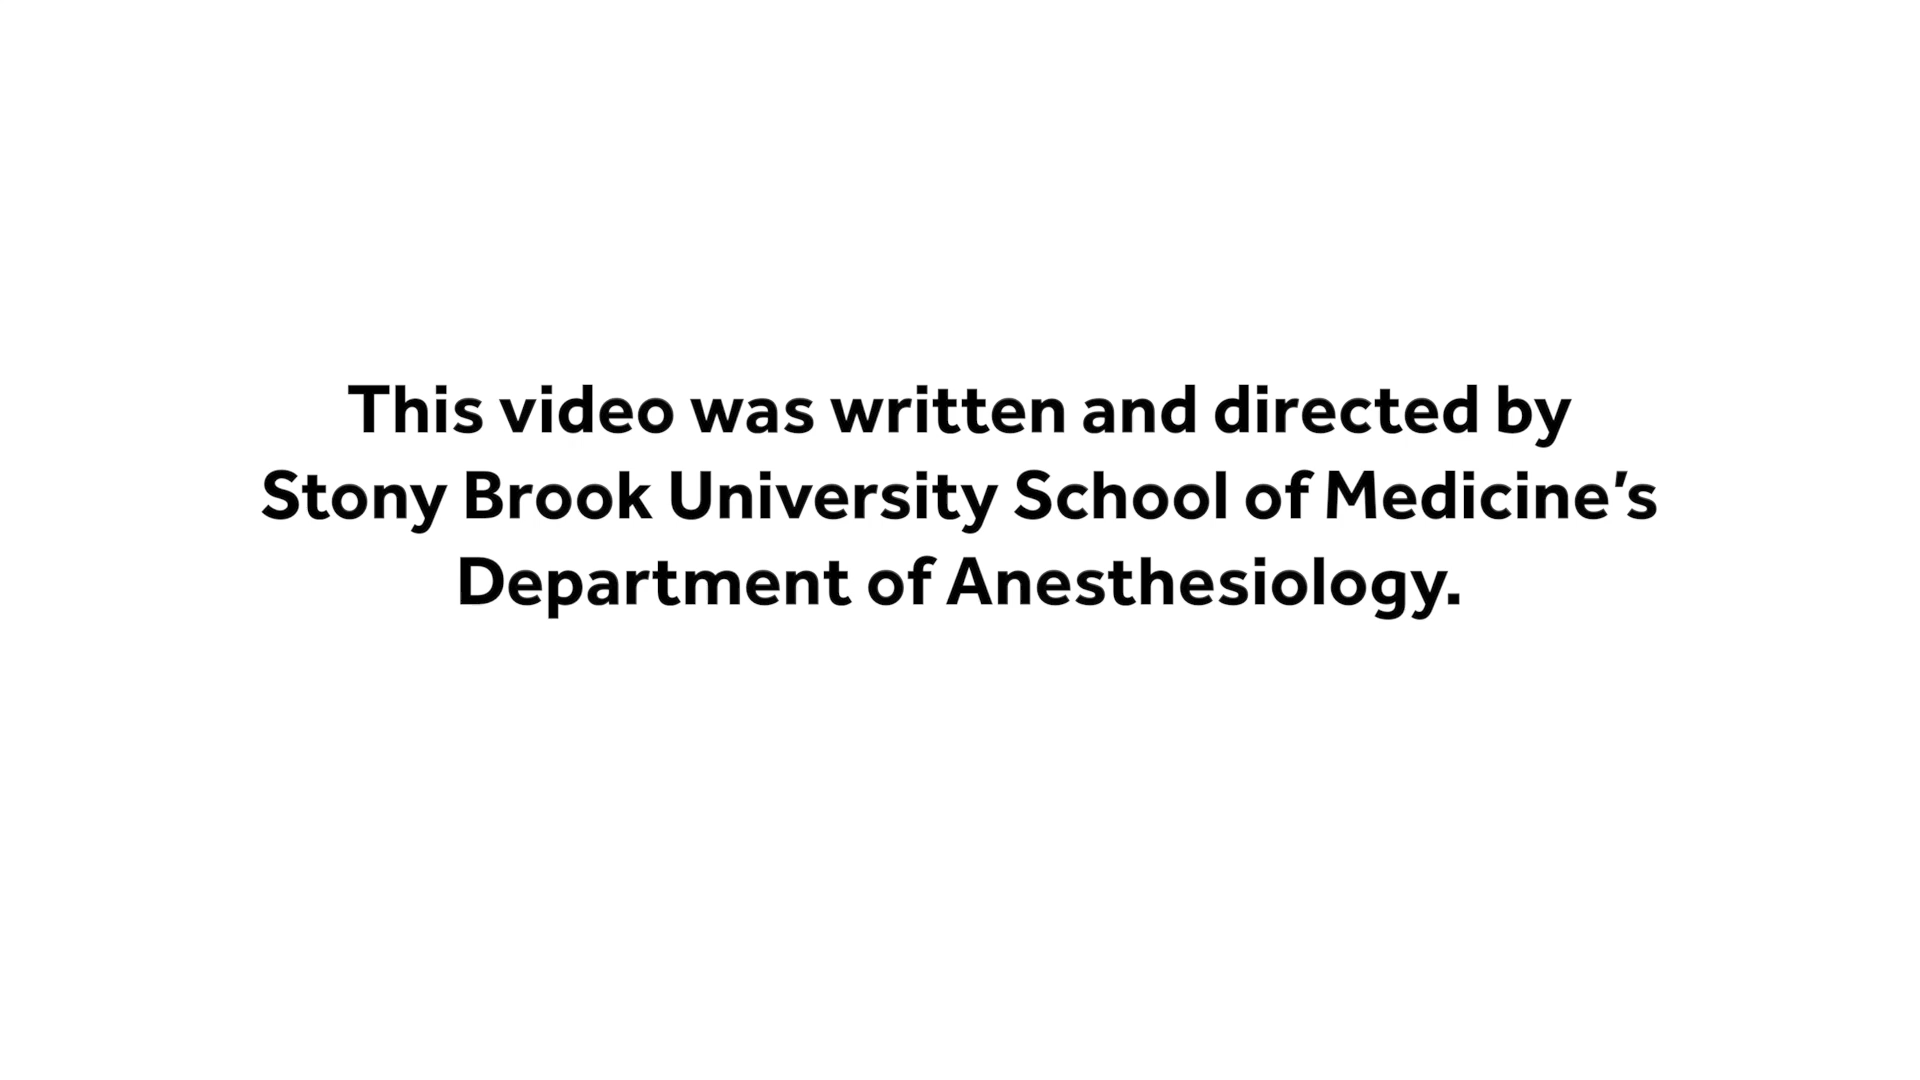 This video was written and directed by
Stony Brook University School of Medicine’s
Department of Anesthesiology.